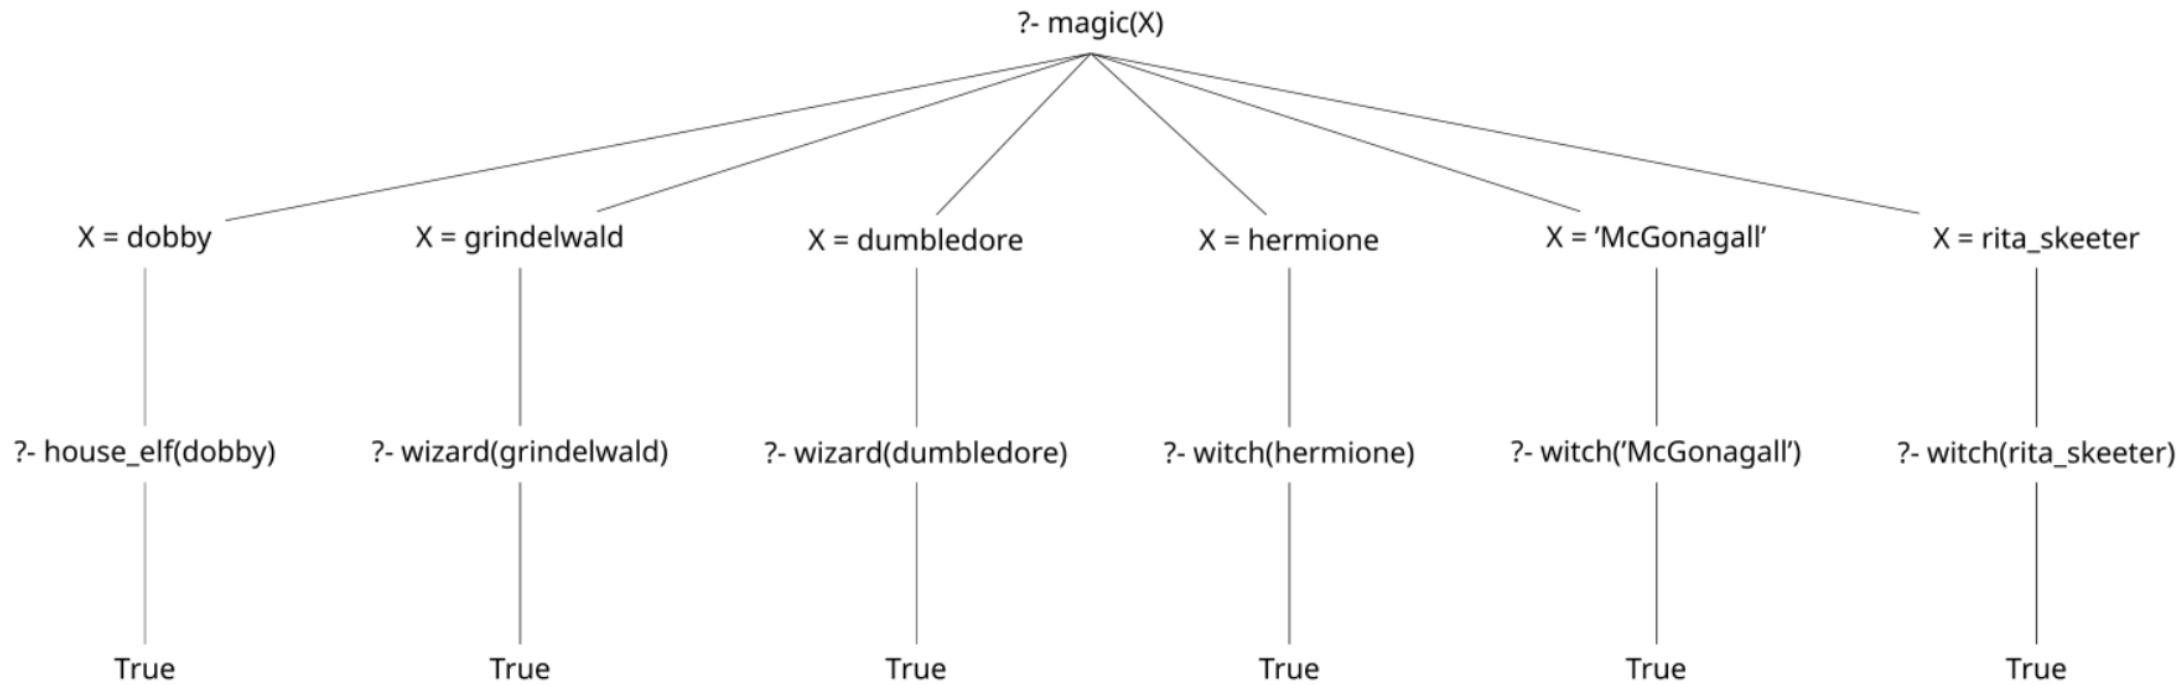 ?- magic(X)
X = dobby
X = grindelwald
X = dumbledore
X = hermione
X = ’McGonagall’
X = rita_skeeter
?- house_elf(dobby)
?- wizard(grindelwald)
?- wizard(dumbledore)
?- witch(hermione)
?- witch(’McGonagall’)
?- witch(rita_skeeter)
True
True
True
True
True
True